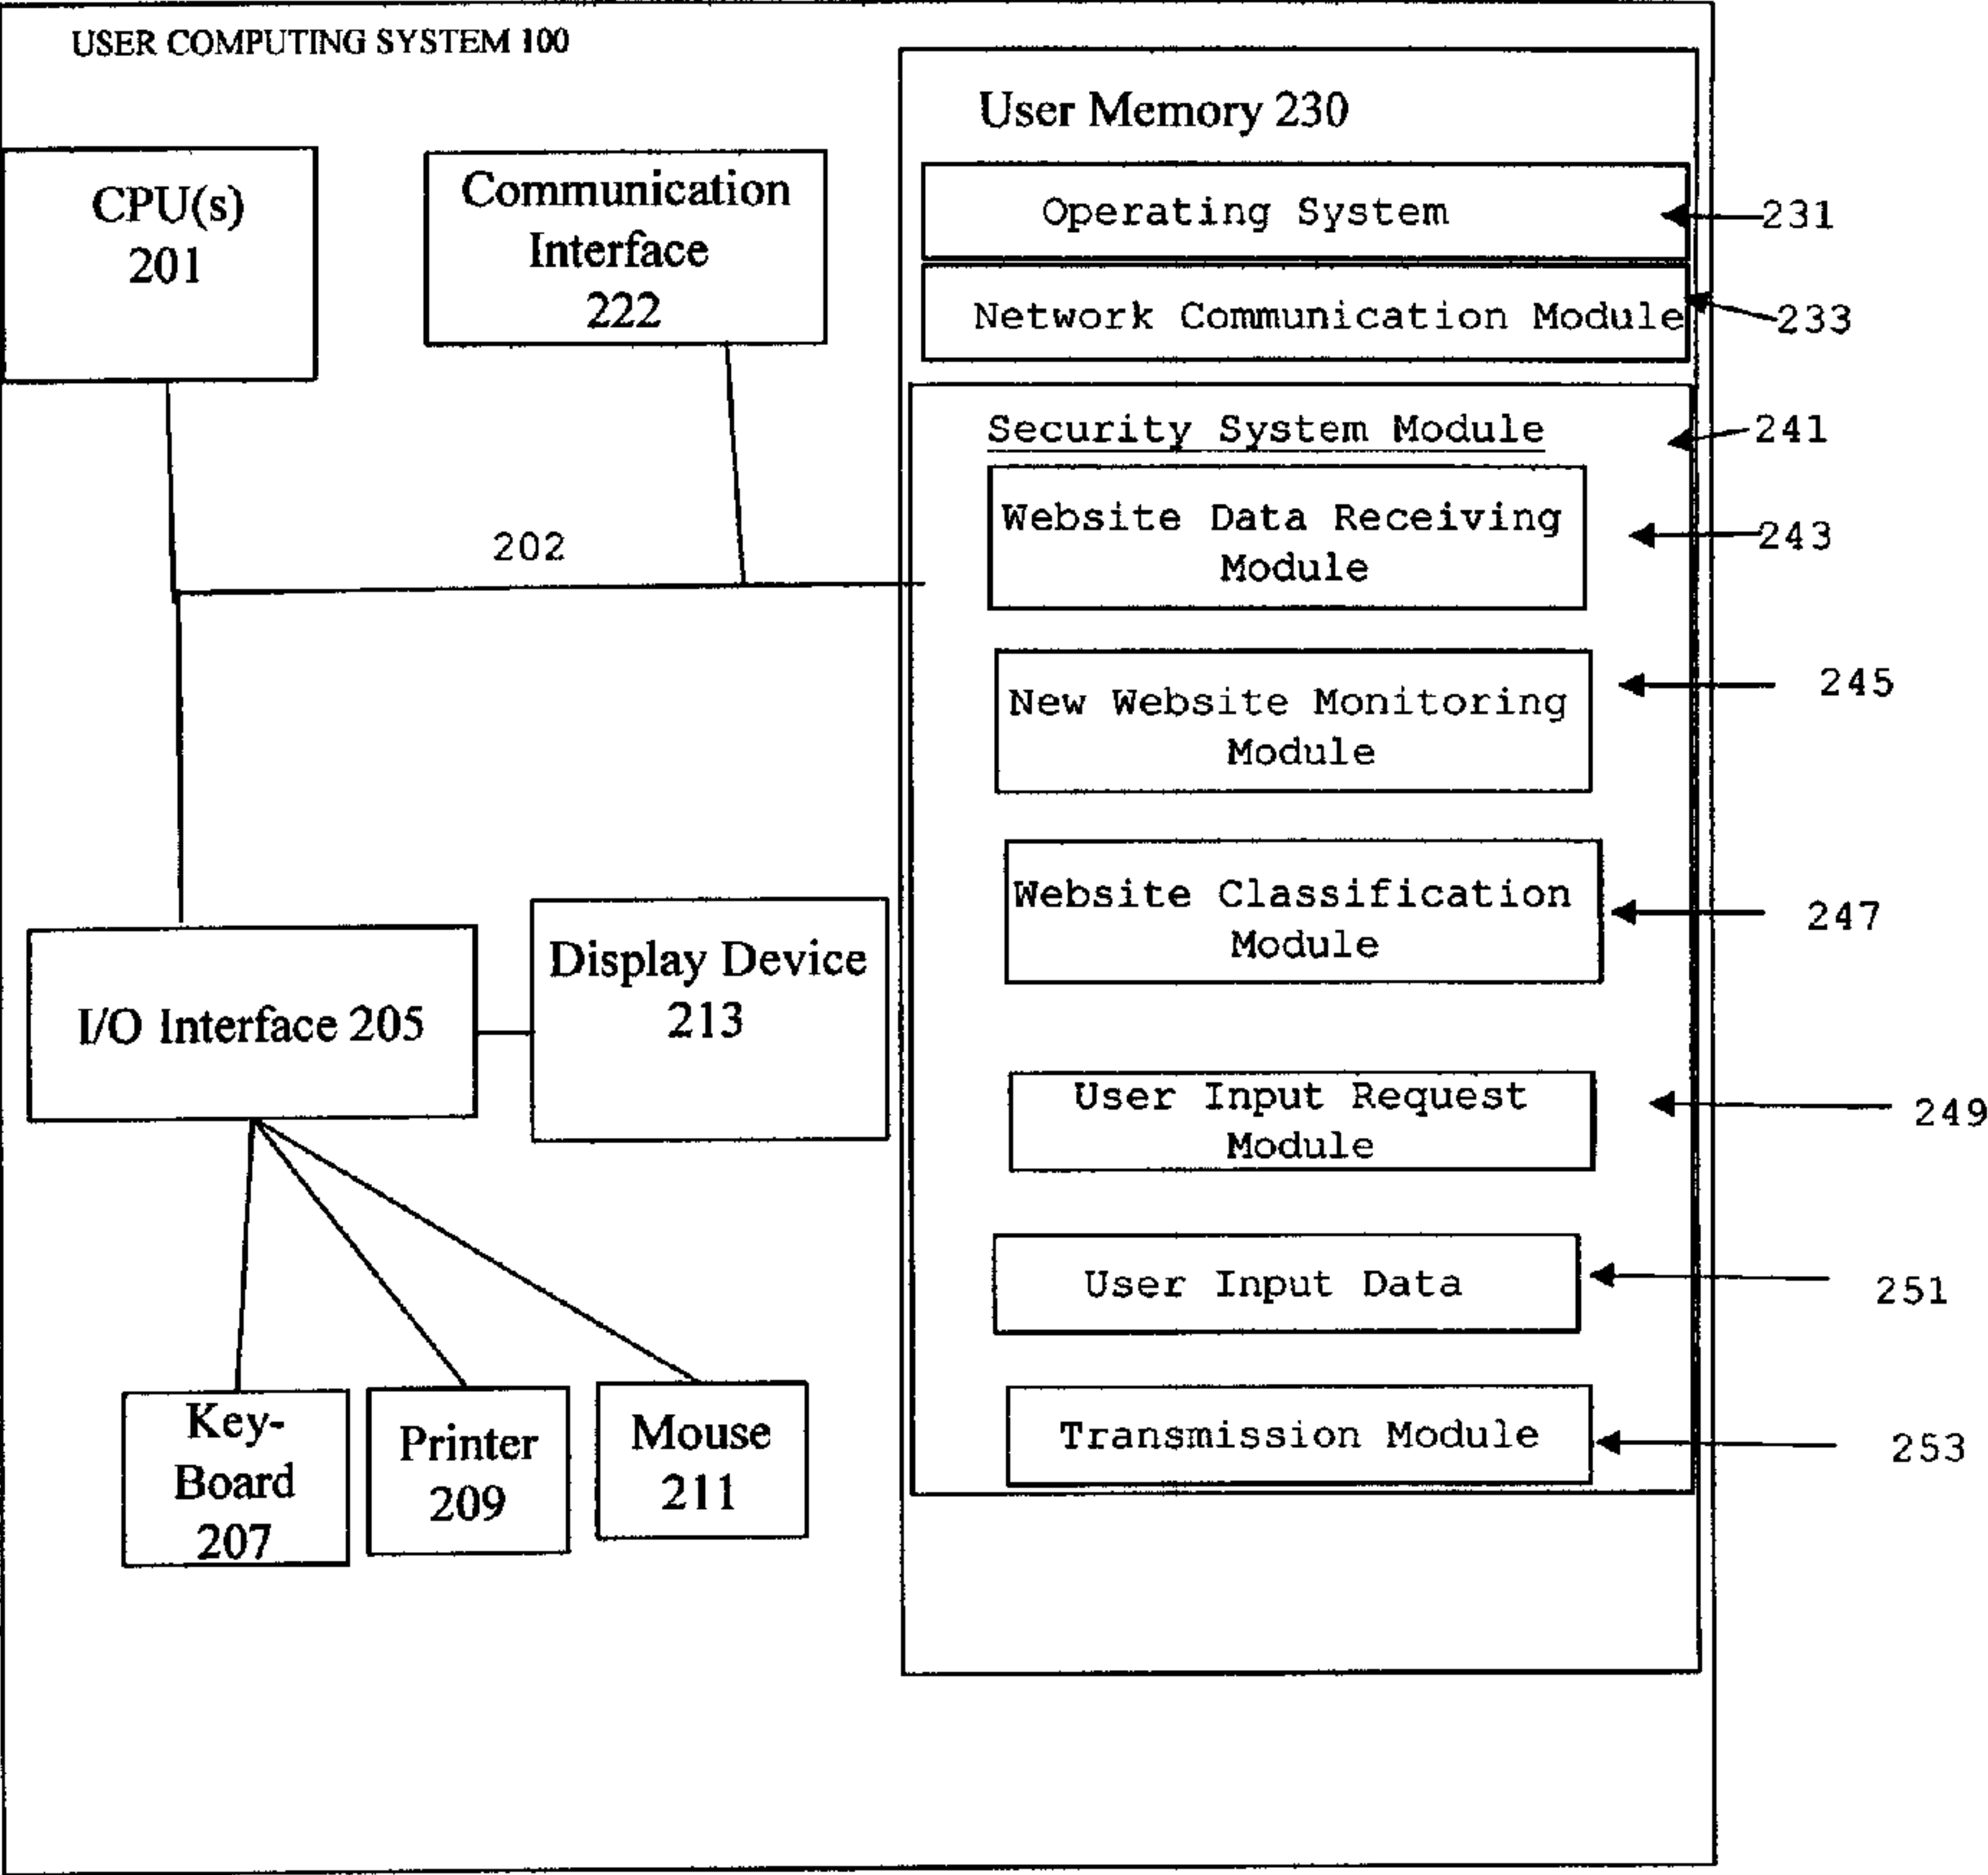 USER COMPUTING SYSTEM 100
CPU(s)
201
Communication
Interface
222
202
I/O Interface 205
Display Device
213
Key-
Board
207
Printer
209
Mouse
211
User Memory 230
Operating System
231
Network Communication Module
233
Security System Module
241
Website Data Receiving
Module
243
New Website Monitoring
Module
245
Website Classification
Module
247
User Input Request
Module
249
User Input Data
251
Transmission Module
253